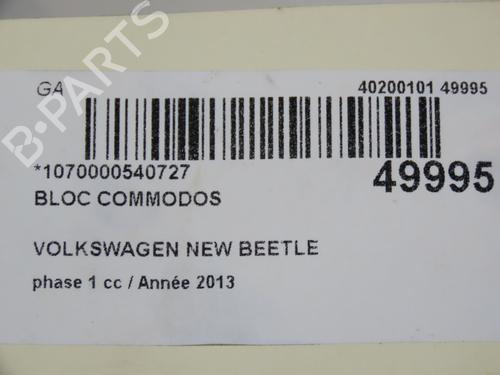 GA
40200101 49995
B-PARTS
*1070000540727
49995
BLOC COMMODOS
VOLKSWAGEN NEW BEETLE
phase 1 cc / Année 2013